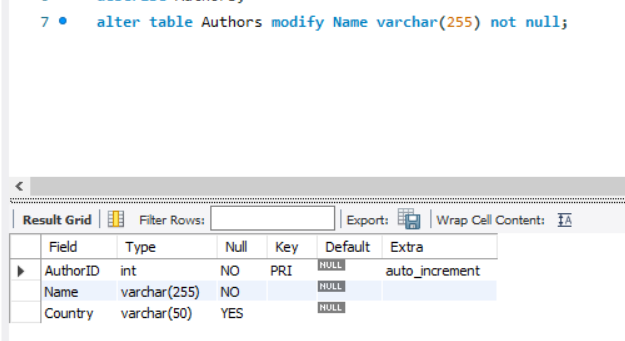 7 alter table Authors modify Name varchar(255) not null;
Result Grid Filter Rows: Export: Wrap Cell Content: IA
Field Type Null Key Default Extra
AuthorID int NO PRI NULL auto_increment
Name varchar(255) NO NULL
Country varchar(50) YES NULL